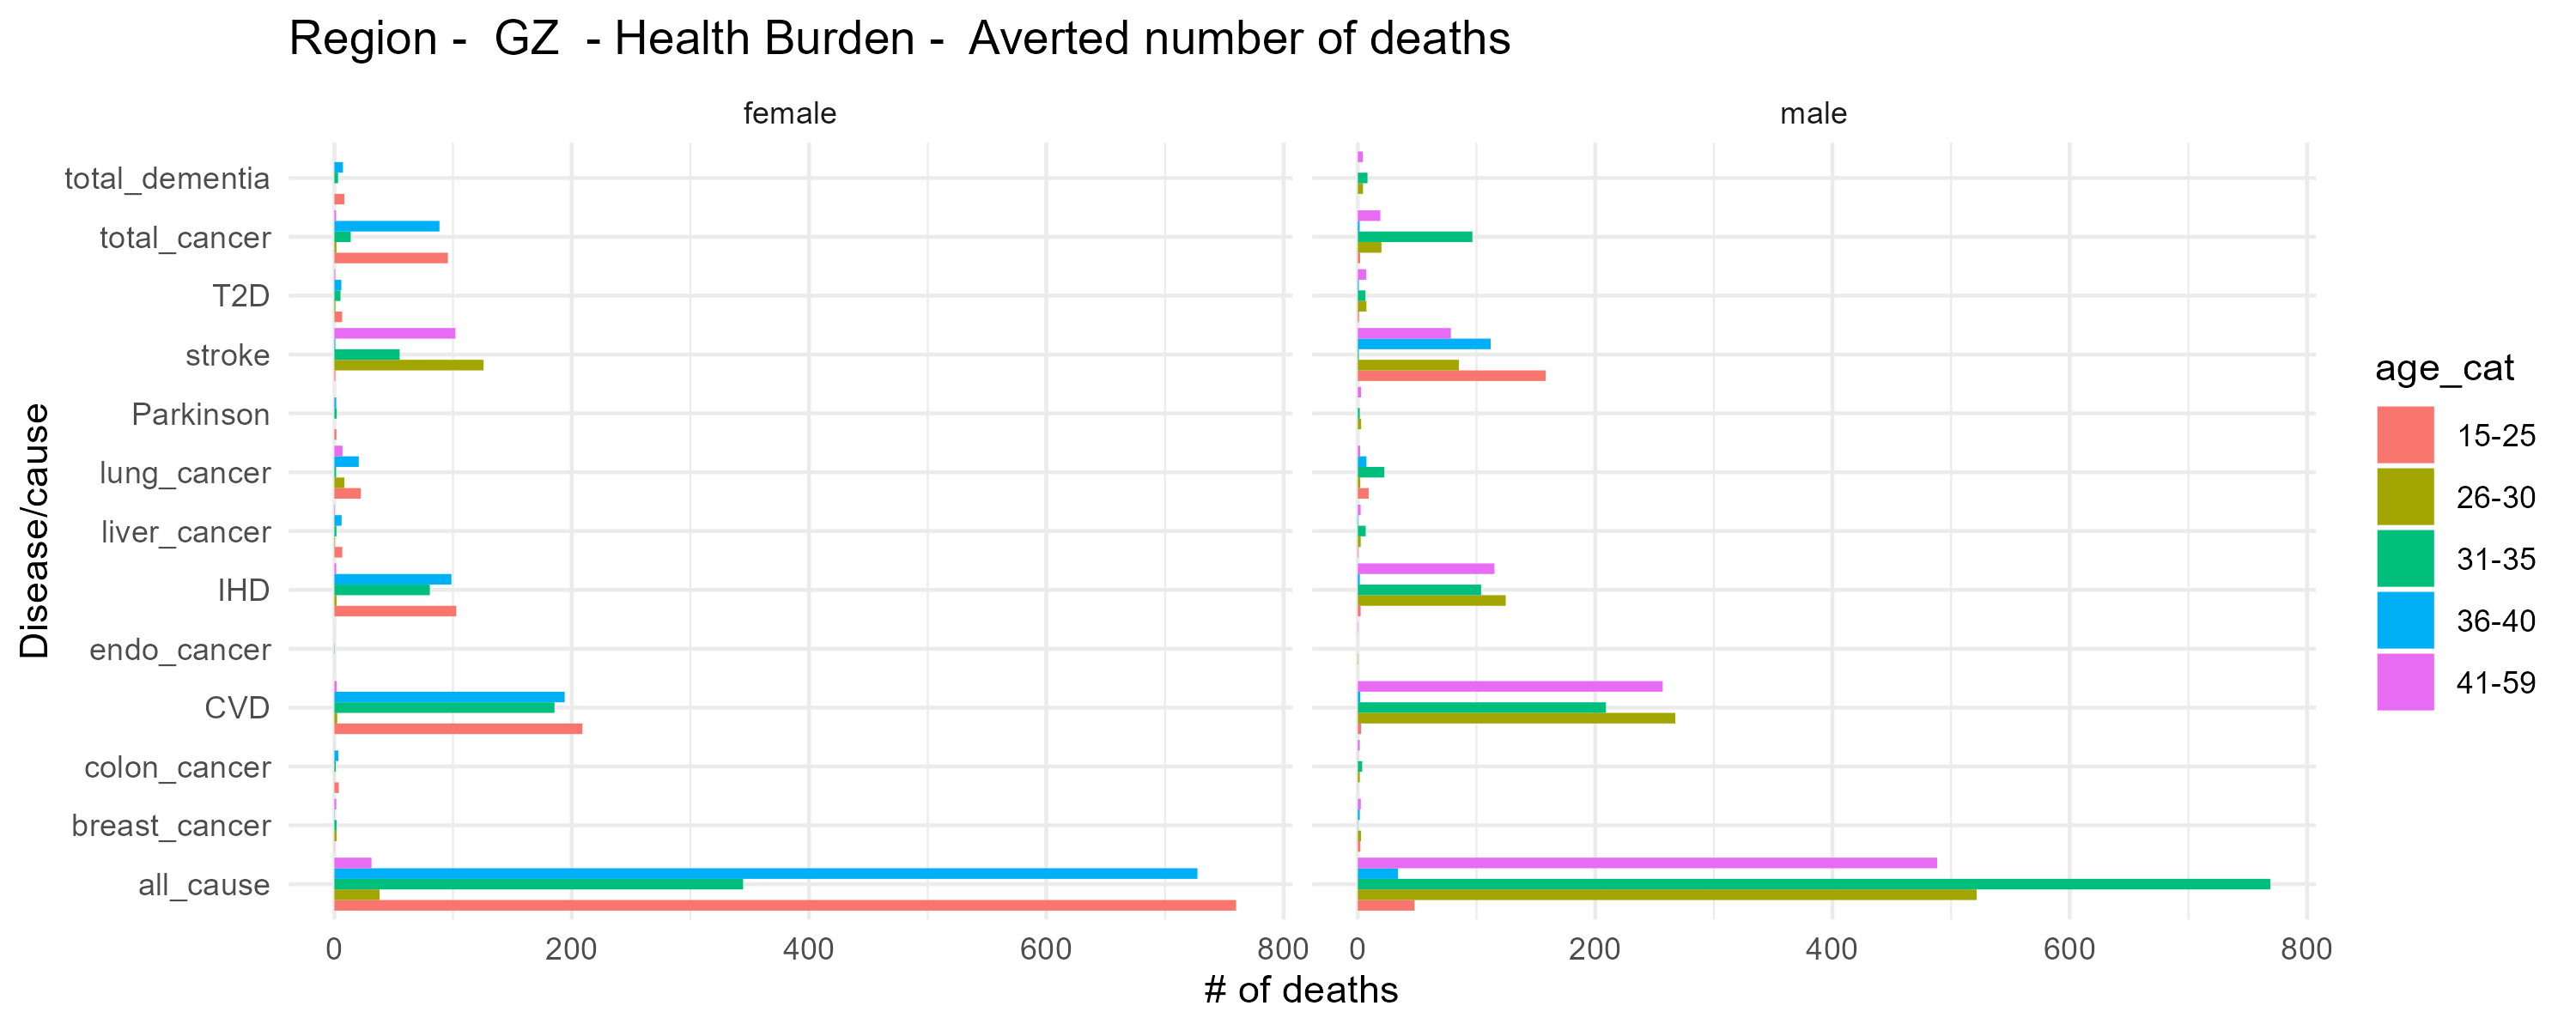 Region -  GZ  - Health Burden -  Averted number of deaths
female
male
Disease/cause
total_dementia
total_cancer
T2D
stroke
Parkinson
lung_cancer
liver_cancer
IHD
endo_cancer
CVD
colon_cancer
breast_cancer
all_cause
0 200 400 600 800
0 200 400 600 800
# of deaths
age_cat
15-25
26-30
31-35
36-40
41-59